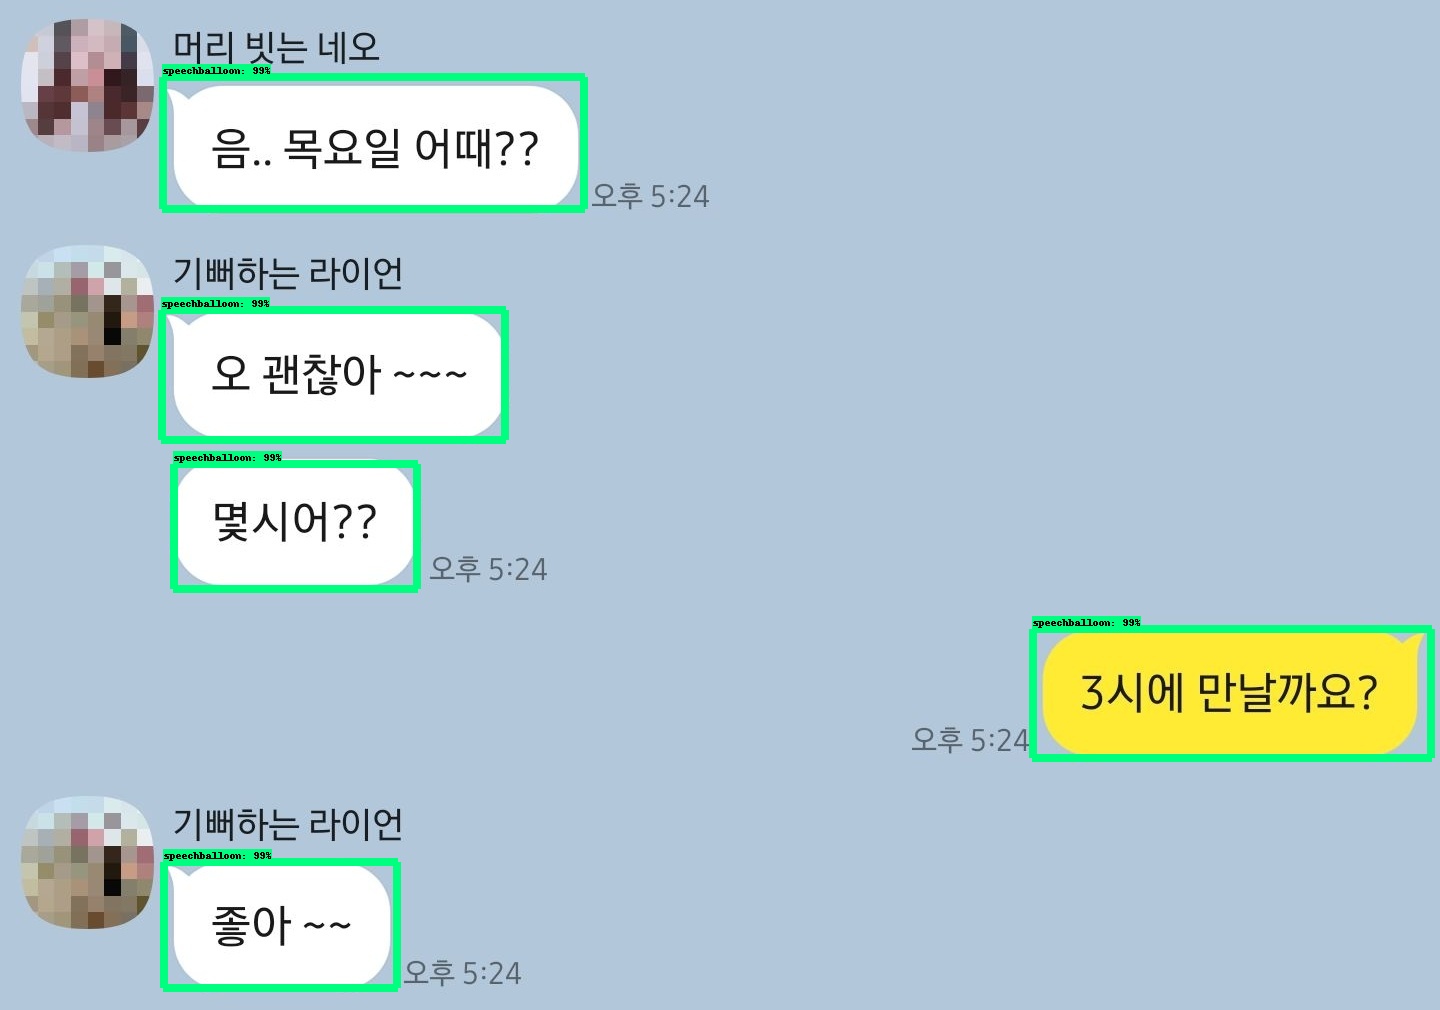 머리 빗는 네오
speechballoon: 99%
음.. 목요일 어때??
오후 5:24
기뻐하는 라이언
speechballoon: 99%
오 괜찮아 ~~~
speechballoon: 99%
몇시어??
오후 5:24
speechballoon: 99%
3시에 만날까요?
오후 5:24
기뻐하는 라이언
speechballoon: 99%
좋아 ~~
오후 5:24